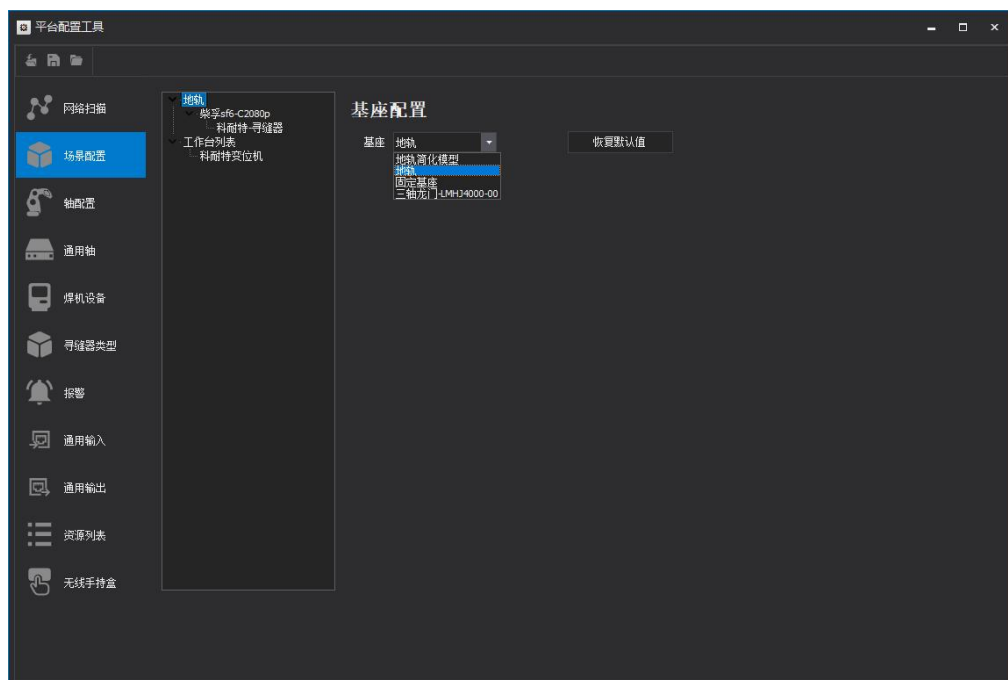 平台配置工具
网络扫描
场景配置
轴配置
通用轴
焊机设备
寻缝器类型
报警
通用输入
通用输出
资源列表
无线手持盒
地轨
柴孚sf6-C2080p
科耐特-寻缝器
工作台列表
科耐特变位机
基座配置
基座 地轨 恢复默认值
地轨简化模型
地轨
固定基座
三轴龙门-LMHJ4000-00